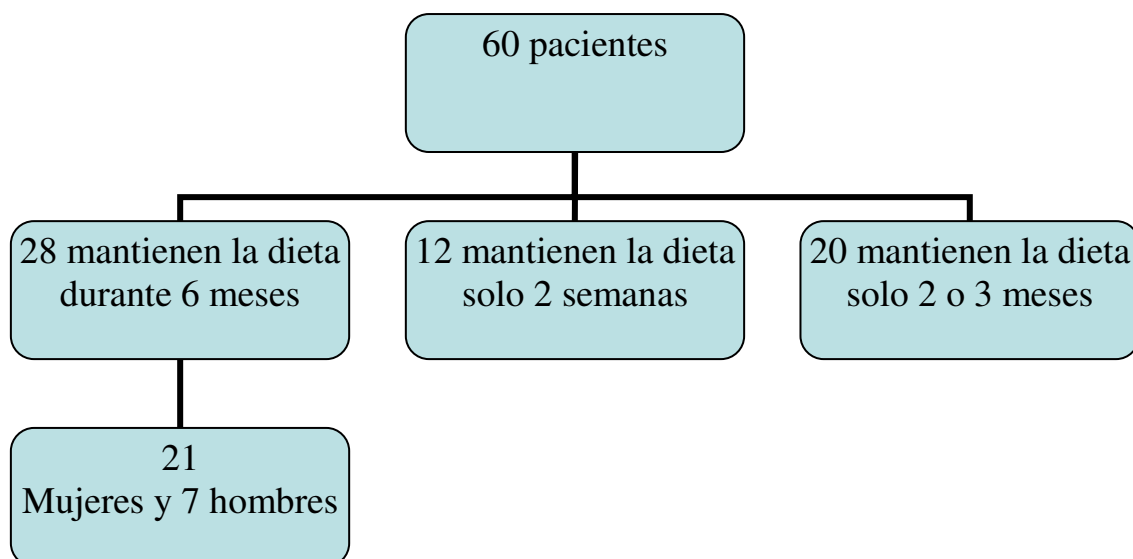 60 pacientes
28 mantienen la dieta
durante 6 meses
12 mantienen la dieta
solo 2 semanas
20 mantienen la dieta
solo 2 o 3 meses
21
Mujeres y 7 hombres